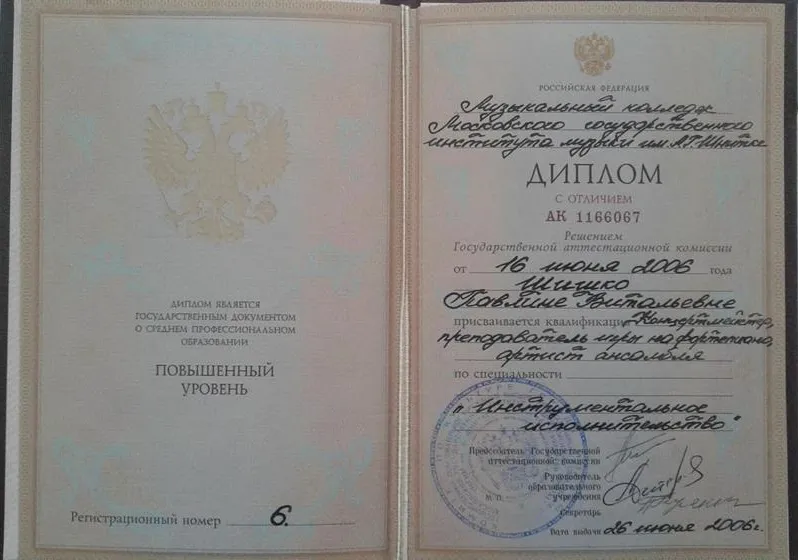 ДИПЛОМ ЯВЛЯЕТСЯ
ГОСУДАРСТВЕННЫМ ДОКУМЕНТОМ
О СРЕДНЕМ ПРОФЕССИОНАЛЬНОМ
ОБРАЗОВАНИИ
ПОВЫШЕННЫЙ
УРОВЕНЬ
Регистрационный номер 6.
РОССИЙСКАЯ ФЕДЕРАЦИЯ
Музыкальный колледж
Московского государственного
института музыки им. А.Г. Шнитке
ДИПЛОМ
С ОТЛИЧИЕМ
АК 1166067
Решением
Государственной аттестационной комиссии
от 16 июня 2006 года
Шишко
Павлине Витальевне
присваивается квалификация "Концертмейстер,
преподаватель игры на фортепиано,
артист ансамбля
по специальности
"Инструментальное
исполнительство"
Председатель Государственной
аттестационной комиссии
Руководитель
образовательного
М.П. учреждения
Секретарь
Дата выдачи 26 июня 2006 г.